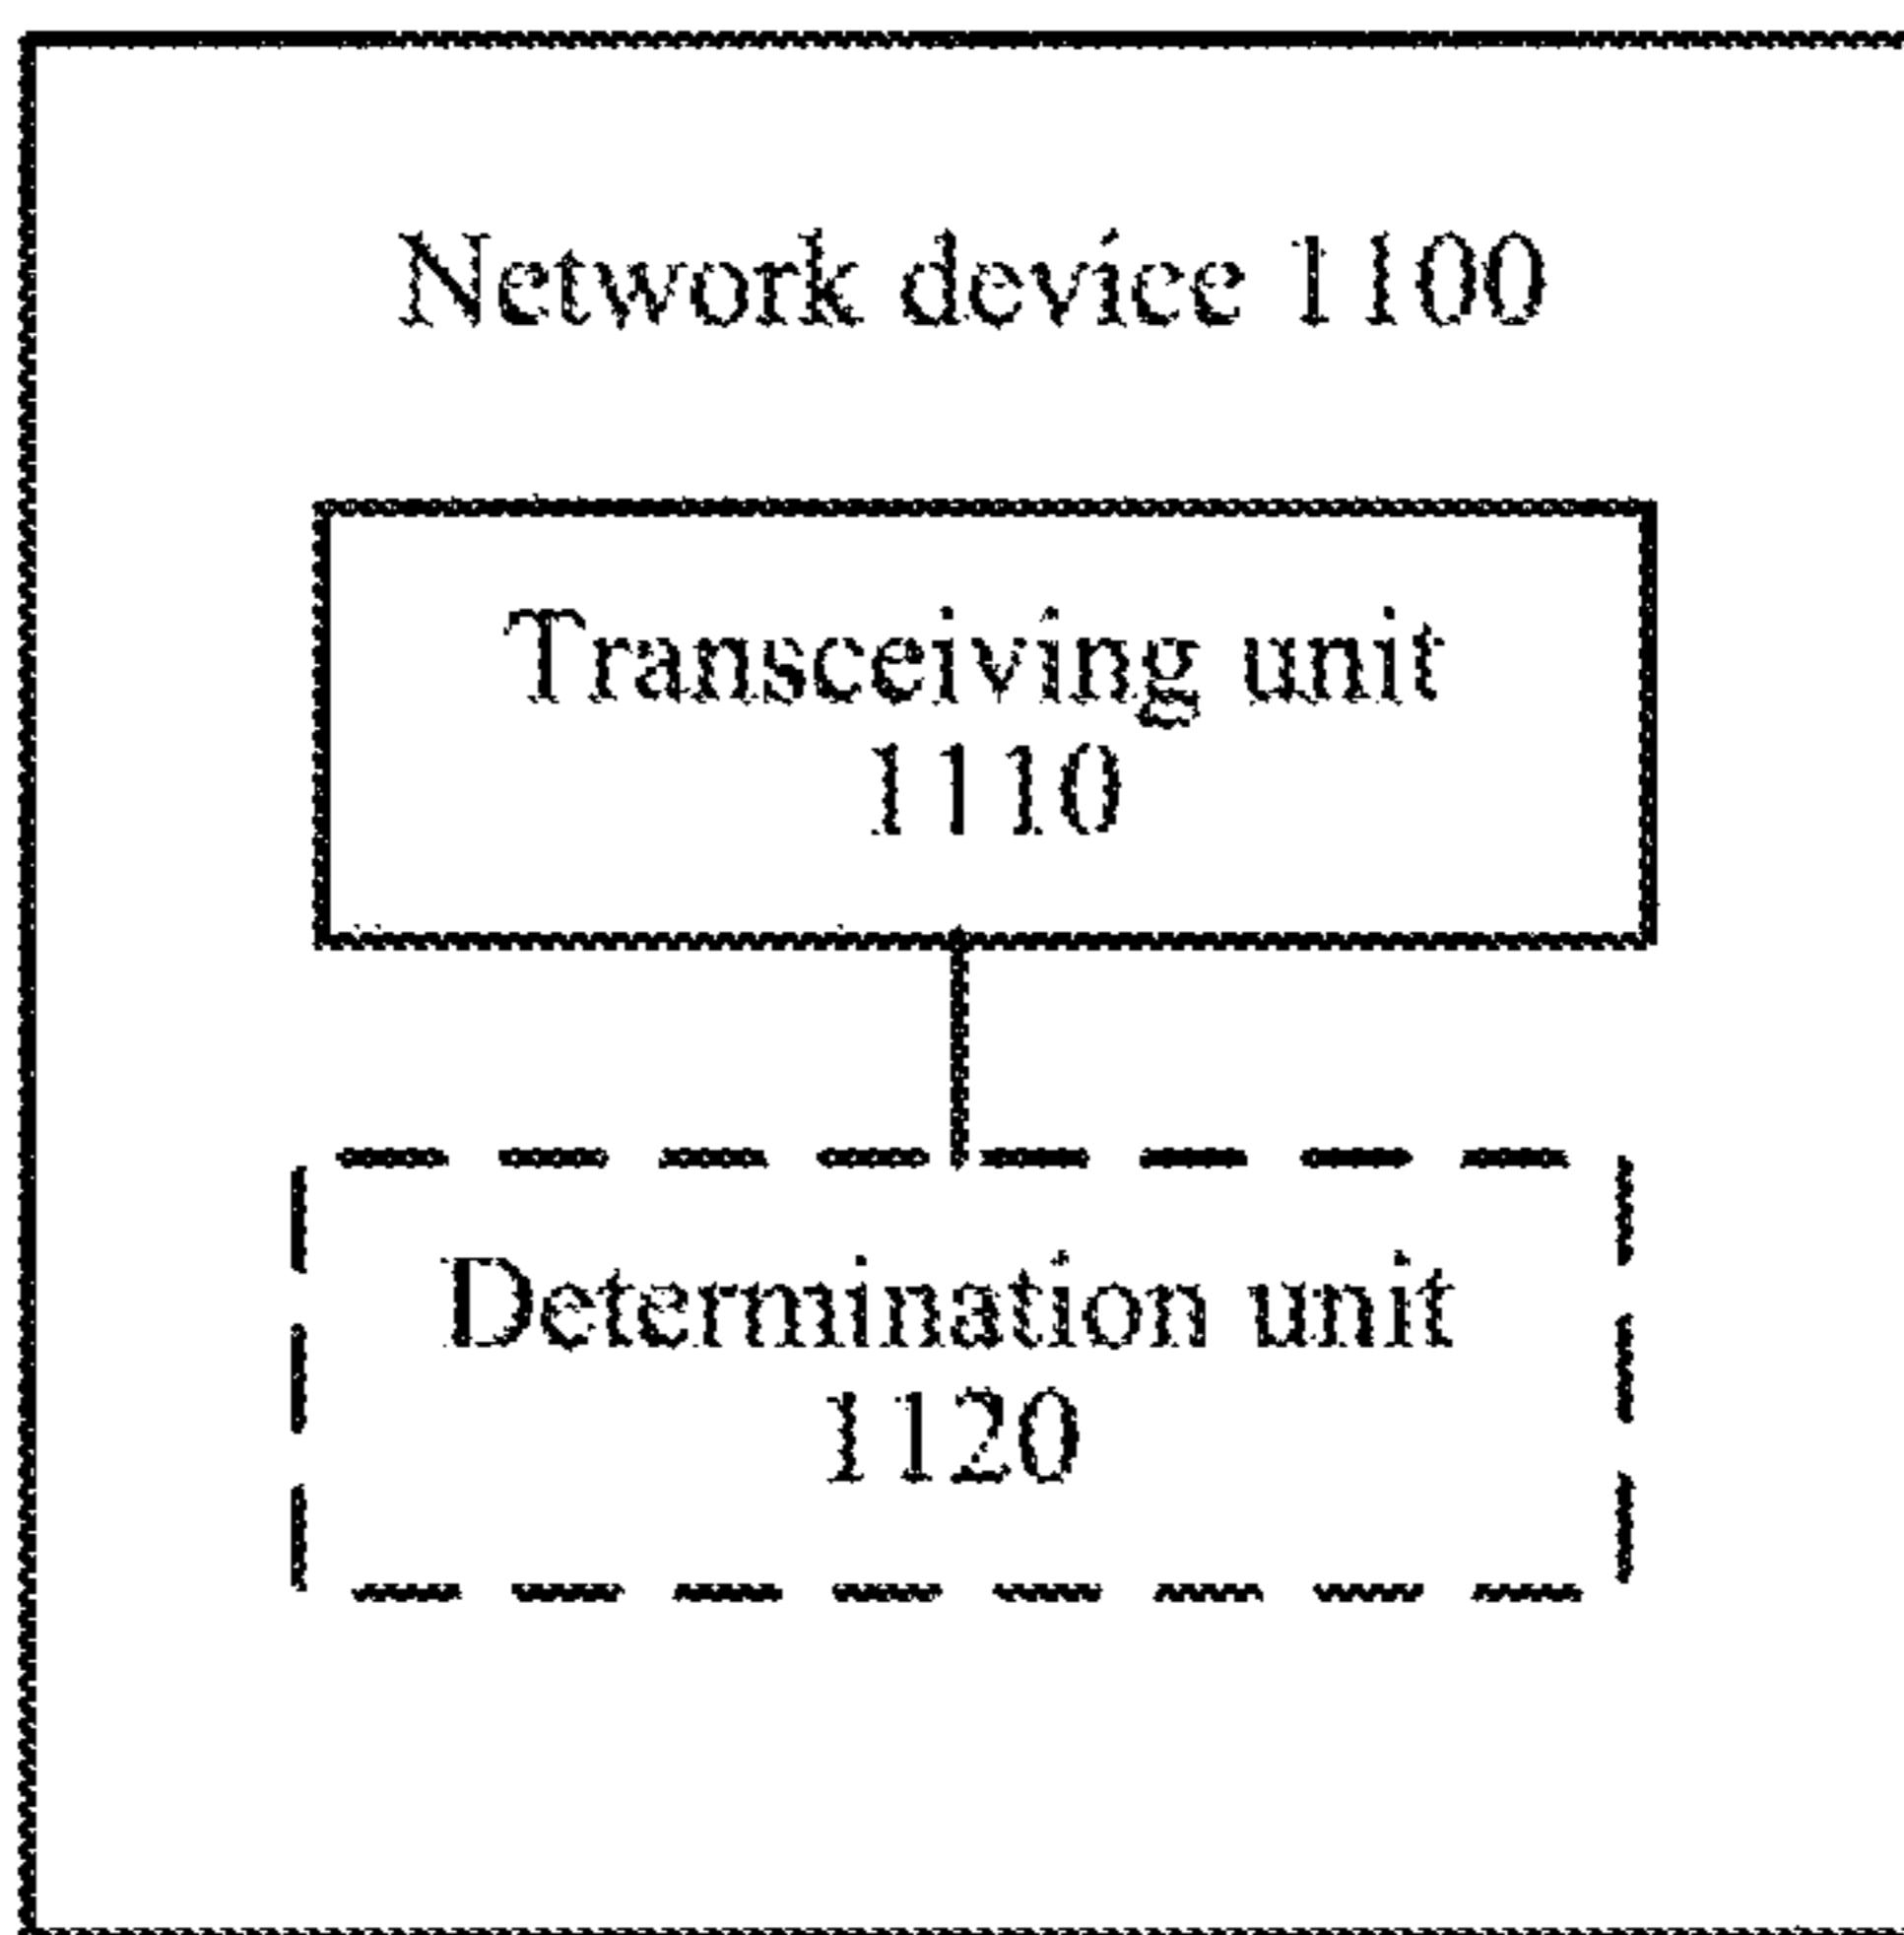 Network device 1100
Transceiving unit
1110
Determination unit
1120